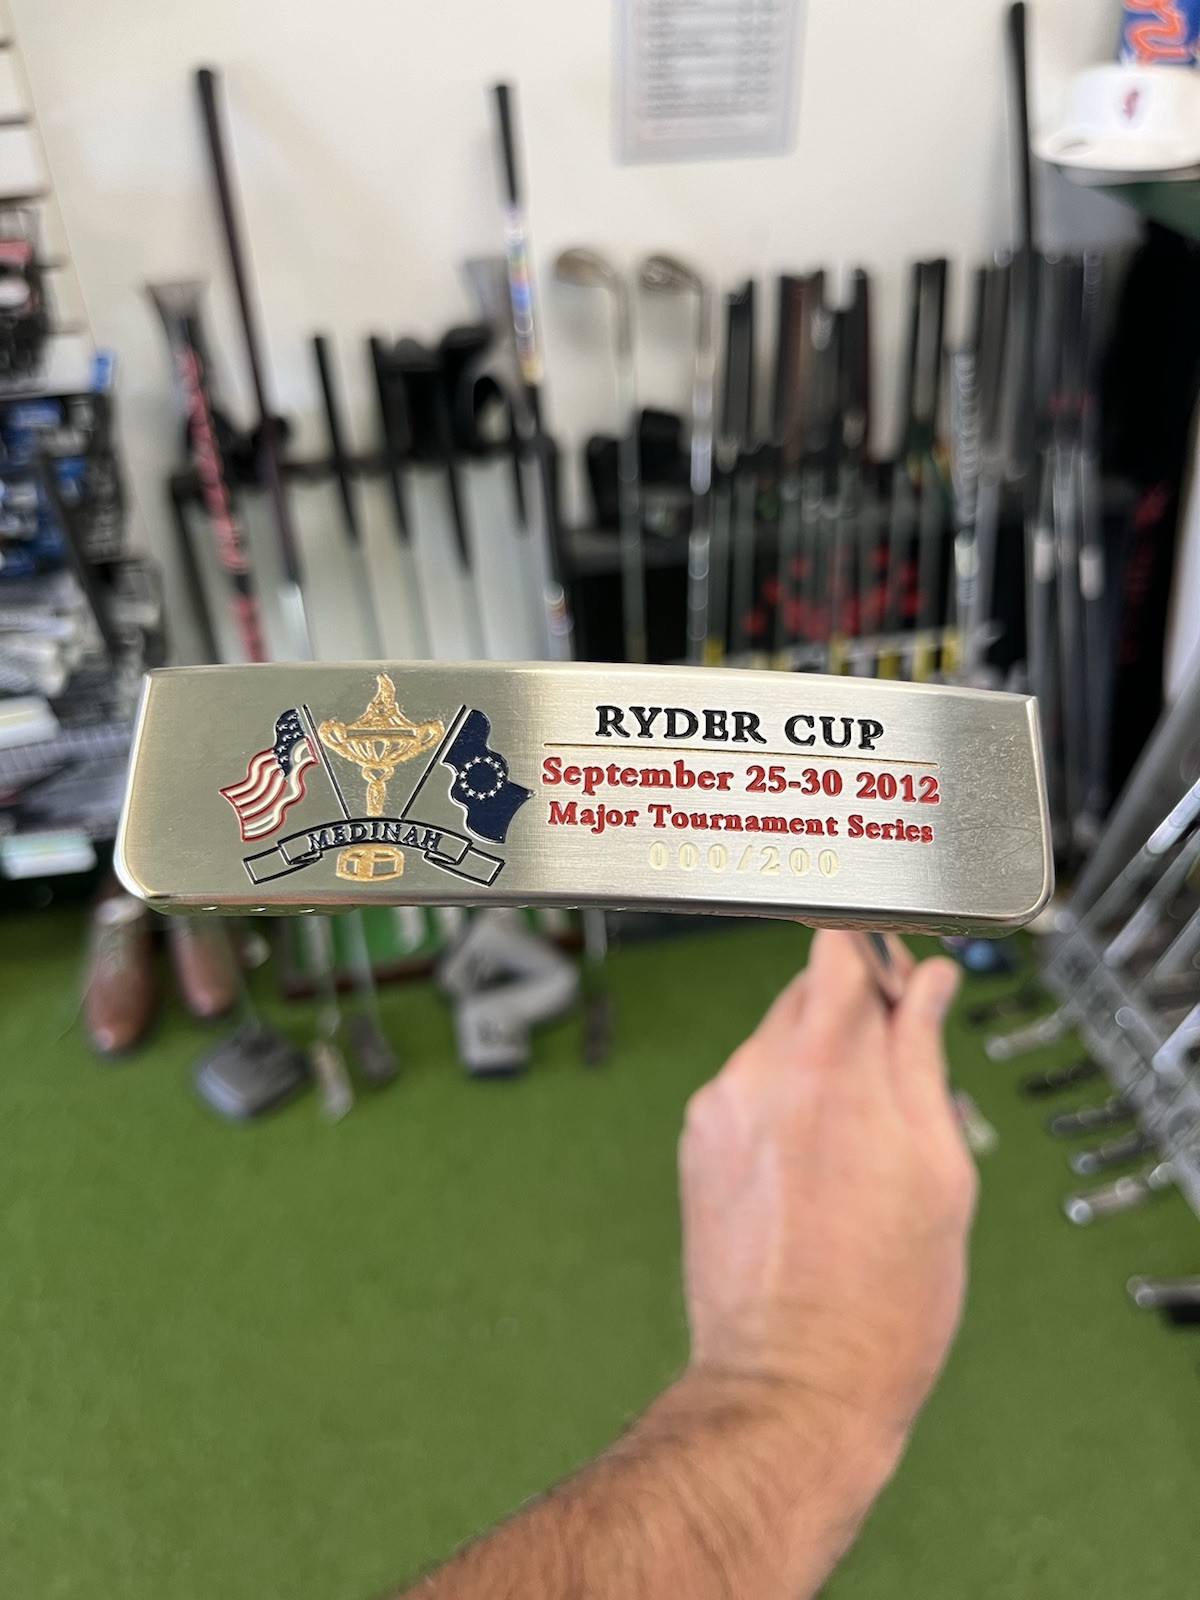 RYDER CUP
September 25-30 2012
Major Tournament Series
000/200
MEDINAH